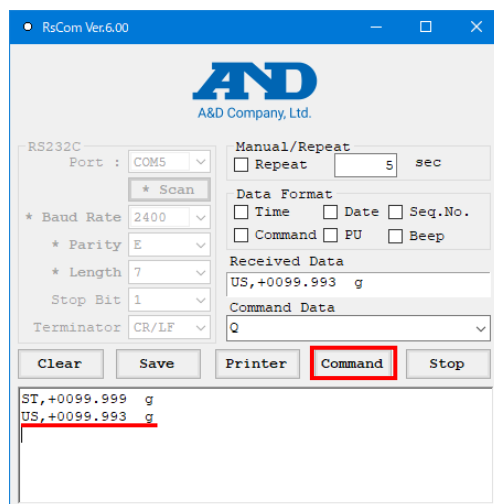 RsCom Ver.6.00
AND
A&D Company, Ltd.
RS232C
Port : COM5
* Scan
* Baud Rate 2400
* Parity E
* Length 7
Stop Bit 1
Terminator CR/LF
Manual/Repeat
Repeat 5 sec
Data Format
Time Date Seq.No.
Command PU Beep
Received Data
US,+0099.993 g
Command Data
Q
Clear Save Printer Command Stop
ST,+0099.999 g
US,+0099.993 g